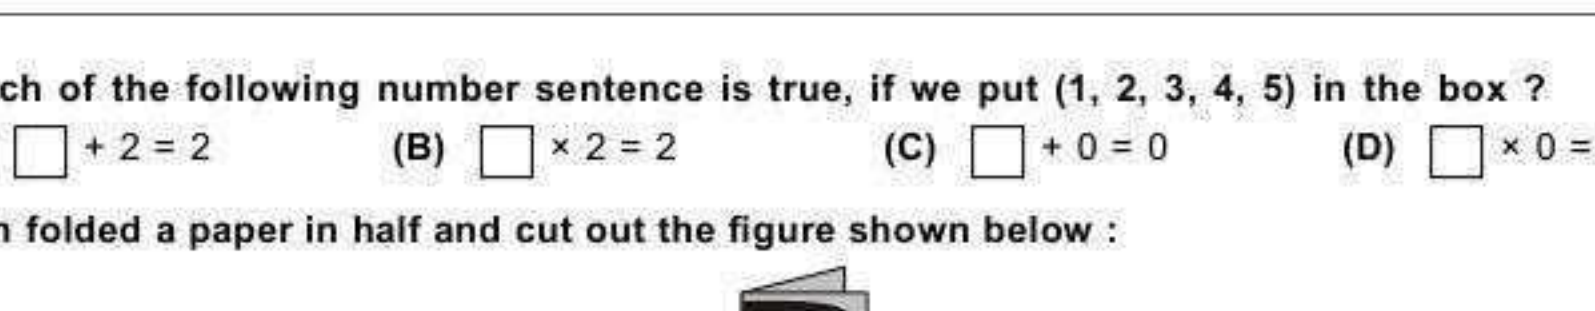 ch of the following number sentence is true, if we put (1, 2, 3, 4, 5) in the box ?
□ + 2 = 2 (B) □ × 2 = 2 (C) □ + 0 = 0 (D) □ × 0 =
folded a paper in half and cut out the figure shown below :